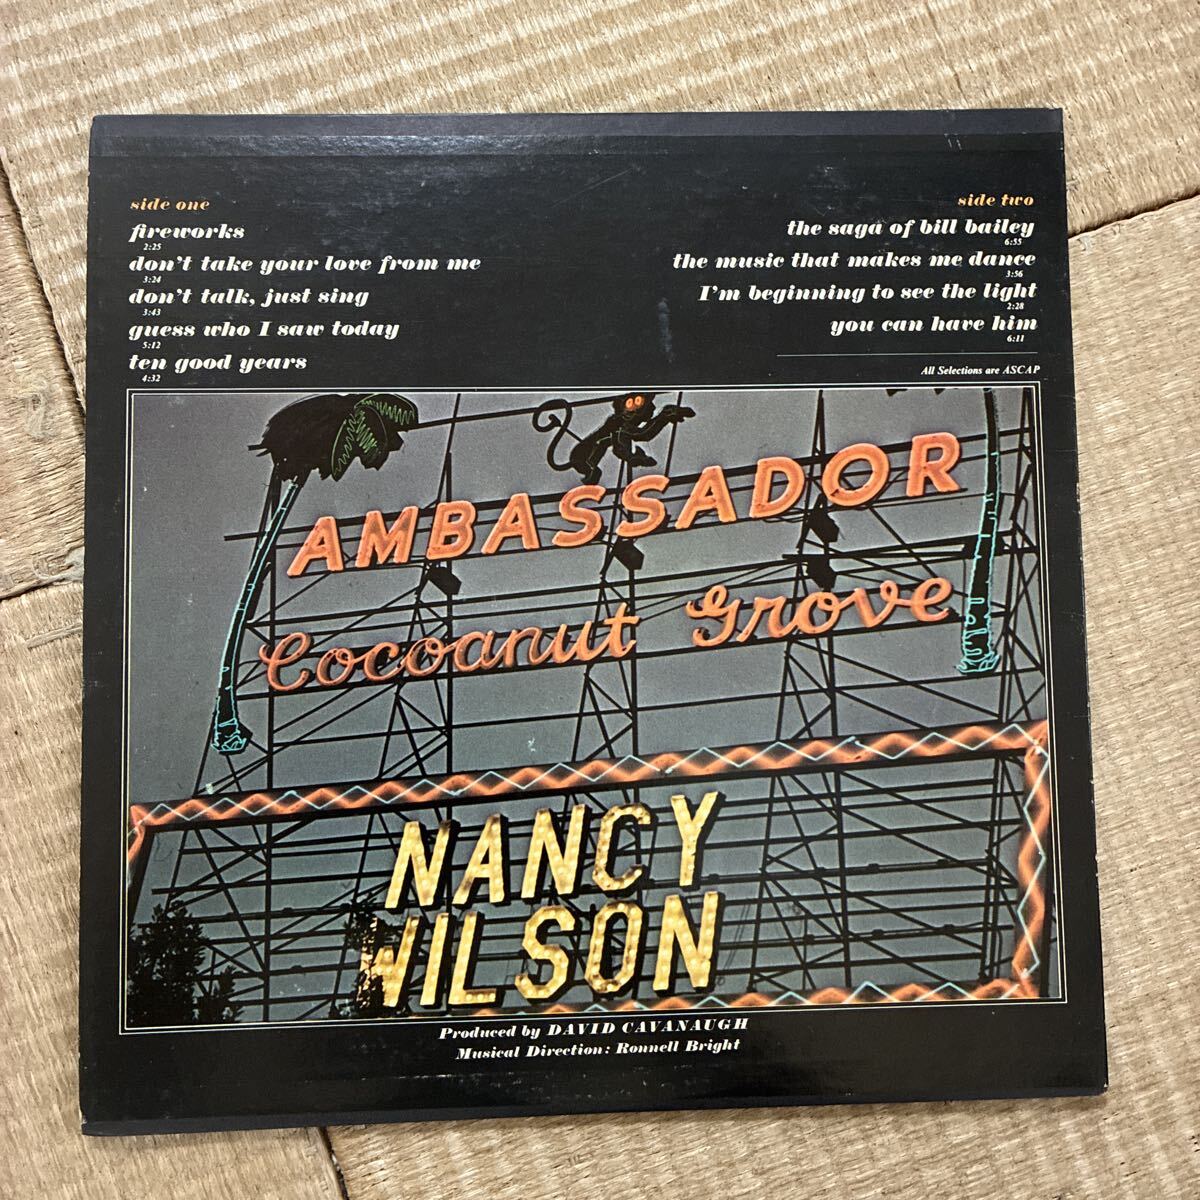 side one
fireworks
2:25
don't take your love from me
3:24
don't talk, just sing
3:43
guess who I saw today
5:12
ten good years
4:32
side two
the saga of bill bailey
6:55
the music that makes me dance
3:56
I'm beginning to see the light
2:28
you can have him
6:11
All Selections are ASCAP
AMBASSADOR
Cocoanut Grove
NANCY
WILSON
Produced by DAVID CAVANAUGH
Musical Direction: Ronnell Bright